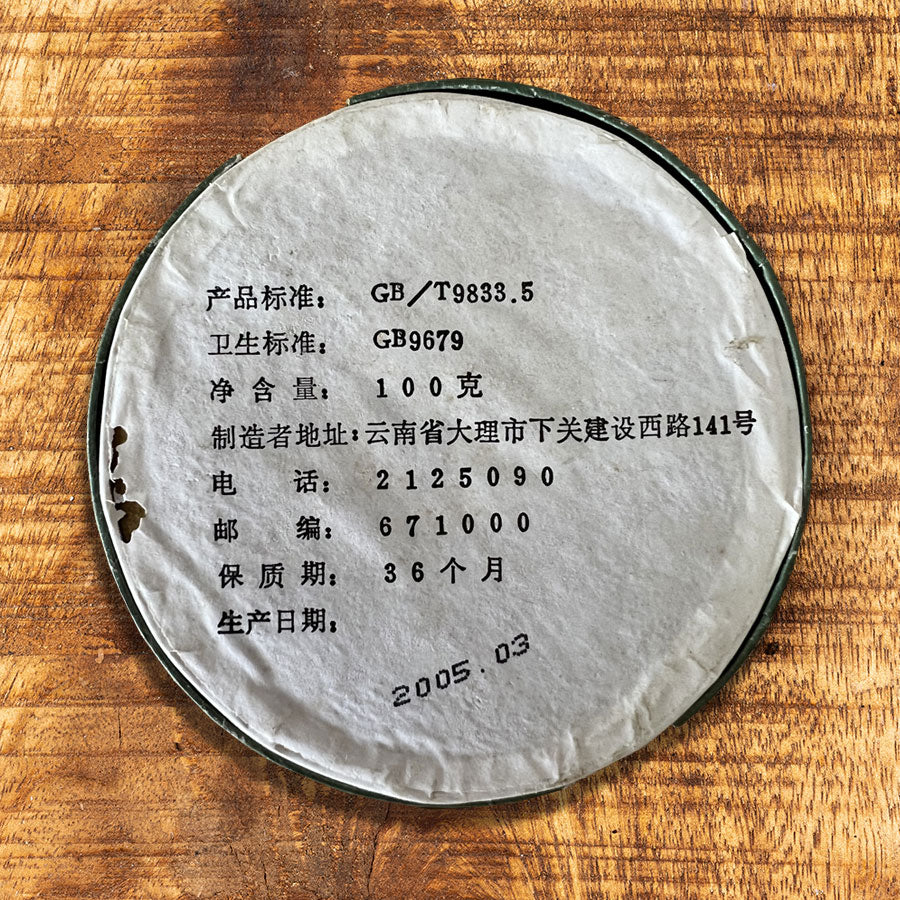 产品标准： GB/T9833.5
卫生标准： GB9679
净含量： 100克
制造者地址：云南省大理市下关建设西路141号
电话： 2125090
邮编： 671000
保质期： 36个月
生产日期：
2005.03